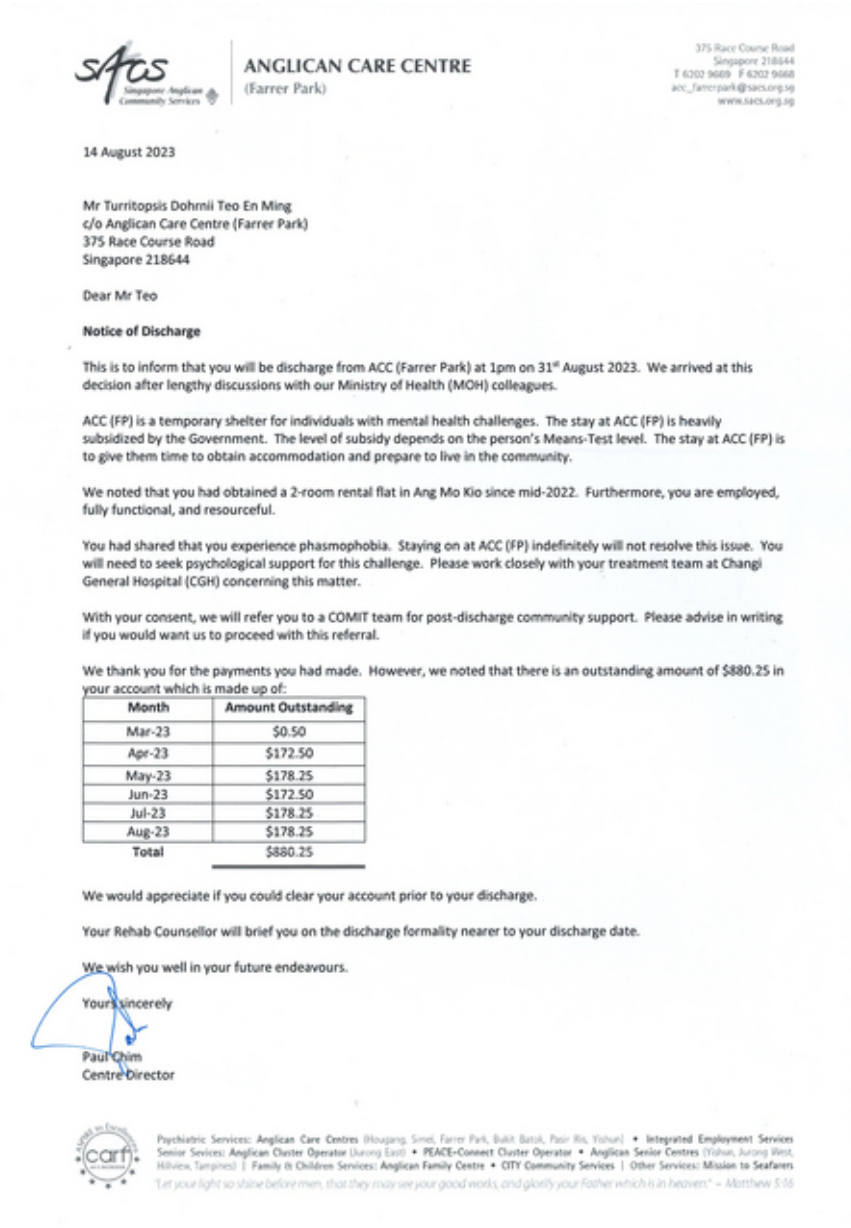 SACS
Singapore Anglican
Community Services
ANGLICAN CARE CENTRE
(Farrer Park)
375 Race Course Road
Singapore 218644
T 6202 9669 F 6202 9668
acc_farrerpark@sacs.org.sg
www.sacs.org.sg
14 August 2023
Mr Turritopsis Dohrnii Teo En Ming
c/o Anglican Care Centre (Farrer Park)
375 Race Course Road
Singapore 218644
Dear Mr Teo
Notice of Discharge
This is to inform that you will be discharge from ACC (Farrer Park) at 1pm on 31st August 2023. We arrived at this
decision after lengthy discussions with our Ministry of Health (MOH) colleagues.
ACC (FP) is a temporary shelter for individuals with mental health challenges. The stay at ACC (FP) is heavily
subsidized by the Government. The level of subsidy depends on the person's Means-Test level. The stay at ACC (FP) is
to give them time to obtain accommodation and prepare to live in the community.
We noted that you had obtained a 2-room rental flat in Ang Mo Kio since mid-2022. Furthermore, you are employed,
fully functional, and resourceful.
You had shared that you experience phasmophobia. Staying on at ACC (FP) indefinitely will not resolve this issue. You
will need to seek psychological support for this challenge. Please work closely with your treatment team at Changi
General Hospital (CGH) concerning this matter.
With your consent, we will refer you to a COMIT team for post-discharge community support. Please advise in writing
if you would want us to proceed with this referral.
We thank you for the payments you had made. However, we noted that there is an outstanding amount of $880.25 in
your account which is made up of:
Month Amount Outstanding
Mar-23 $0.50
Apr-23 $172.50
May-23 $178.25
Jun-23 $172.50
Jul-23 $178.25
Aug-23 $178.25
Total $880.25
We would appreciate if you could clear your account prior to your discharge.
Your Rehab Counsellor will brief you on the discharge formality nearer to your discharge date.
We wish you well in your future endeavours.
Yours sincerely
Paul Chim
Centre Director
carf
Psychiatric Services: Anglican Care Centres (Hougang, Simei, Farrer Park, Bukit Batok, Pasir Ris, Yishun) • Integrated Employment Services
Senior Sevices: Anglican Cluster Operator (Jurong East) • PEACE-Connect Cluster Operator • Anglican Senior Centres (Yishun, Jurong West,
Hillview, Tampines) | Family & Children Services: Anglican Family Centre • CITY Community Services | Other Services: Mission to Seafarers
"Let your light so shine before men, that they may see your good works, and glorify your Father which is in heaven." – Matthew 5:16